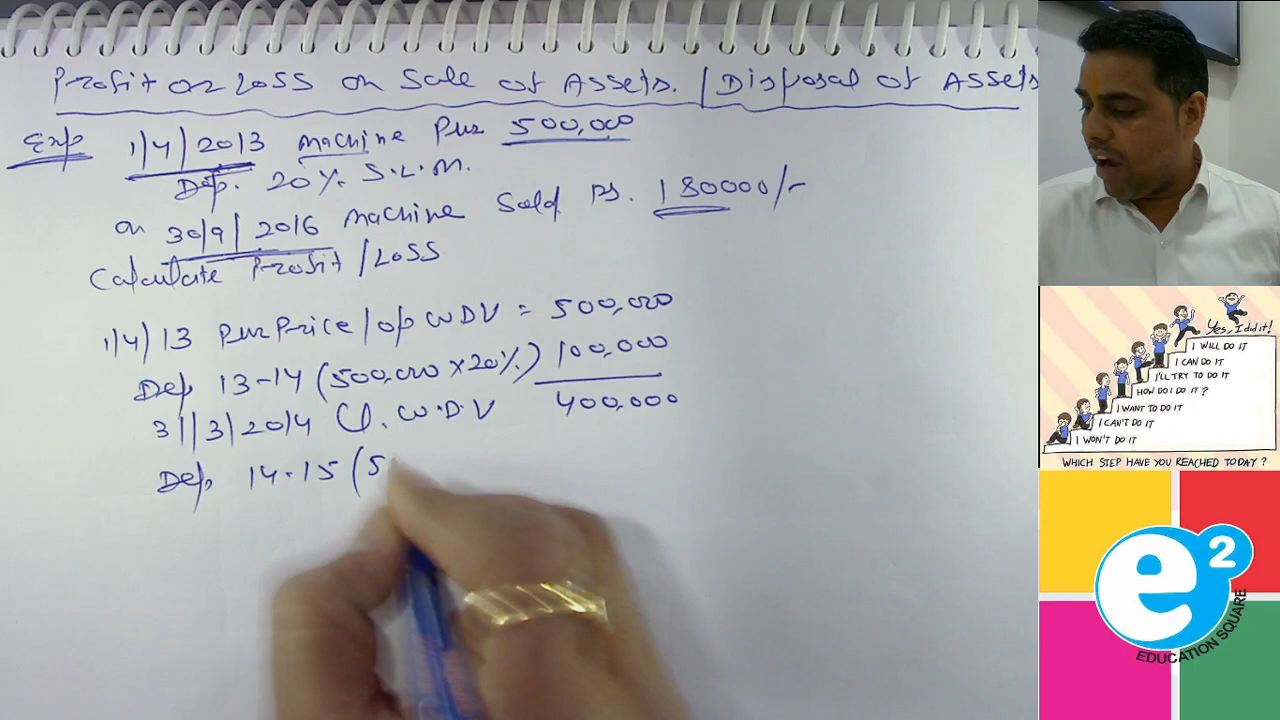 Profit or Loss on Sale of Assets. / Disposal of Assets
Exp 1/4/2013 machine Pur 500,000
Dep. 20% S.L.M.
on 30/9/2016 machine Sold Rs. 180000/-
Calculate Profit / Loss
1/4/13 Pur Price / op WDV = 500,000
Dep 13-14 (500,000 x 20%) 100,000
31/3/2014 Cl. W.D.V 400,000
Dep 14-15 (5
Yes, I did it!
I WILL DO IT
I CAN DO IT
I'LL TRY TO DO IT
HOW DO I DO IT?
I WANT TO DO IT
I CAN'T DO IT
I WON'T DO IT
WHICH STEP HAVE YOU REACHED TODAY?
e2
EDUCATION SQUARE